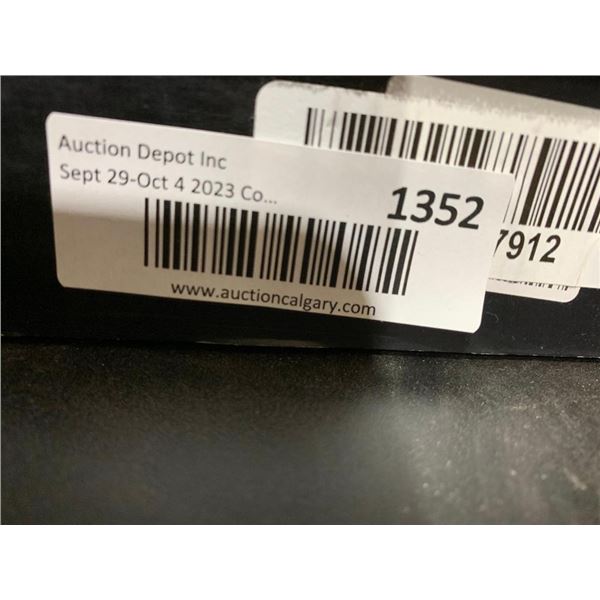 Auction Depot Inc
Sept 29-Oct 4 2023 Co...
1352
www.auctioncalgary.com
7912